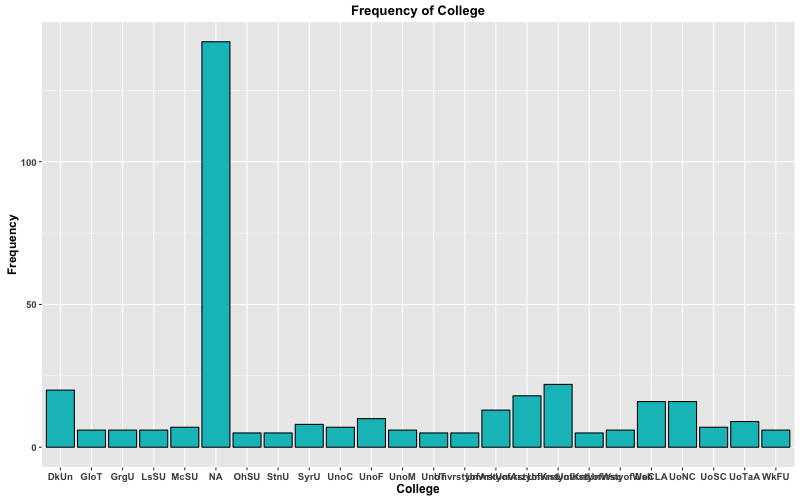 Frequency of College
Frequency
100
50
0
DkUn GIoT GrgU LsSU McSU NA OhSU StnU SyrU UnoC UnoF UnoM UoCLA UoNC UoSC UoTaA WkFU
College